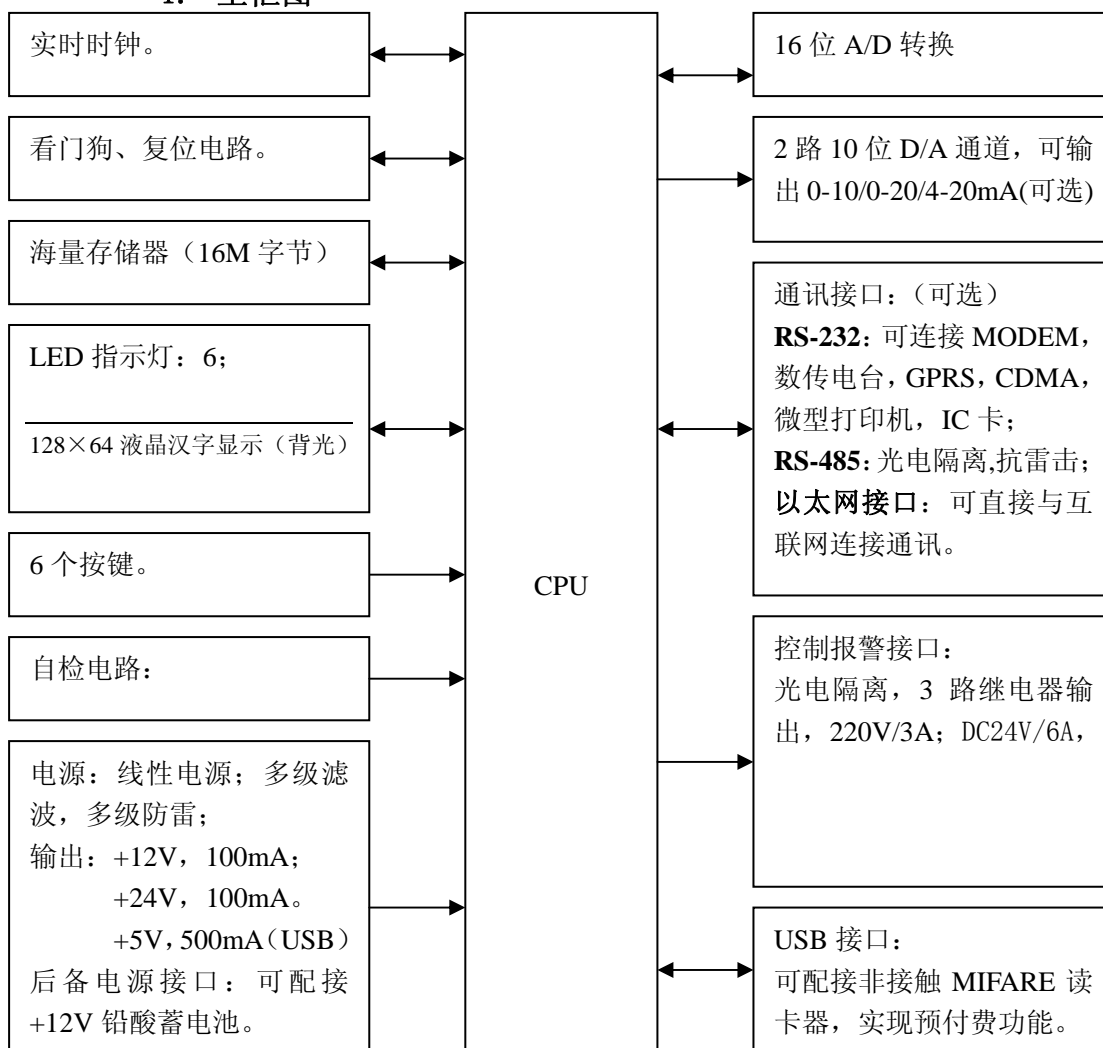 实时时钟。
看门狗、复位电路。
海量存储器（16M 字节）
LED 指示灯：6；
128×64 液晶汉字显示（背光）
6 个按键。
自检电路：
电源：线性电源；多级滤
波，多级防雷；
输出：+12V，100mA；
+24V，100mA。
+5V，500mA（USB）
后备电源接口：可配接
+12V 铅酸蓄电池。
CPU
16 位 A/D 转换
2 路 10 位 D/A 通道，可输
出 0-10/0-20/4-20mA(可选)
通讯接口：（可选）
RS-232：可连接 MODEM，
数传电台，GPRS，CDMA，
微型打印机，IC 卡；
RS-485：光电隔离,抗雷击；
以太网接口：可直接与互
联网连接通讯。
控制报警接口：
光电隔离，3 路继电器输
出，220V/3A；DC24V/6A，
USB 接口：
可配接非接触 MIFARE 读
卡器，实现预付费功能。